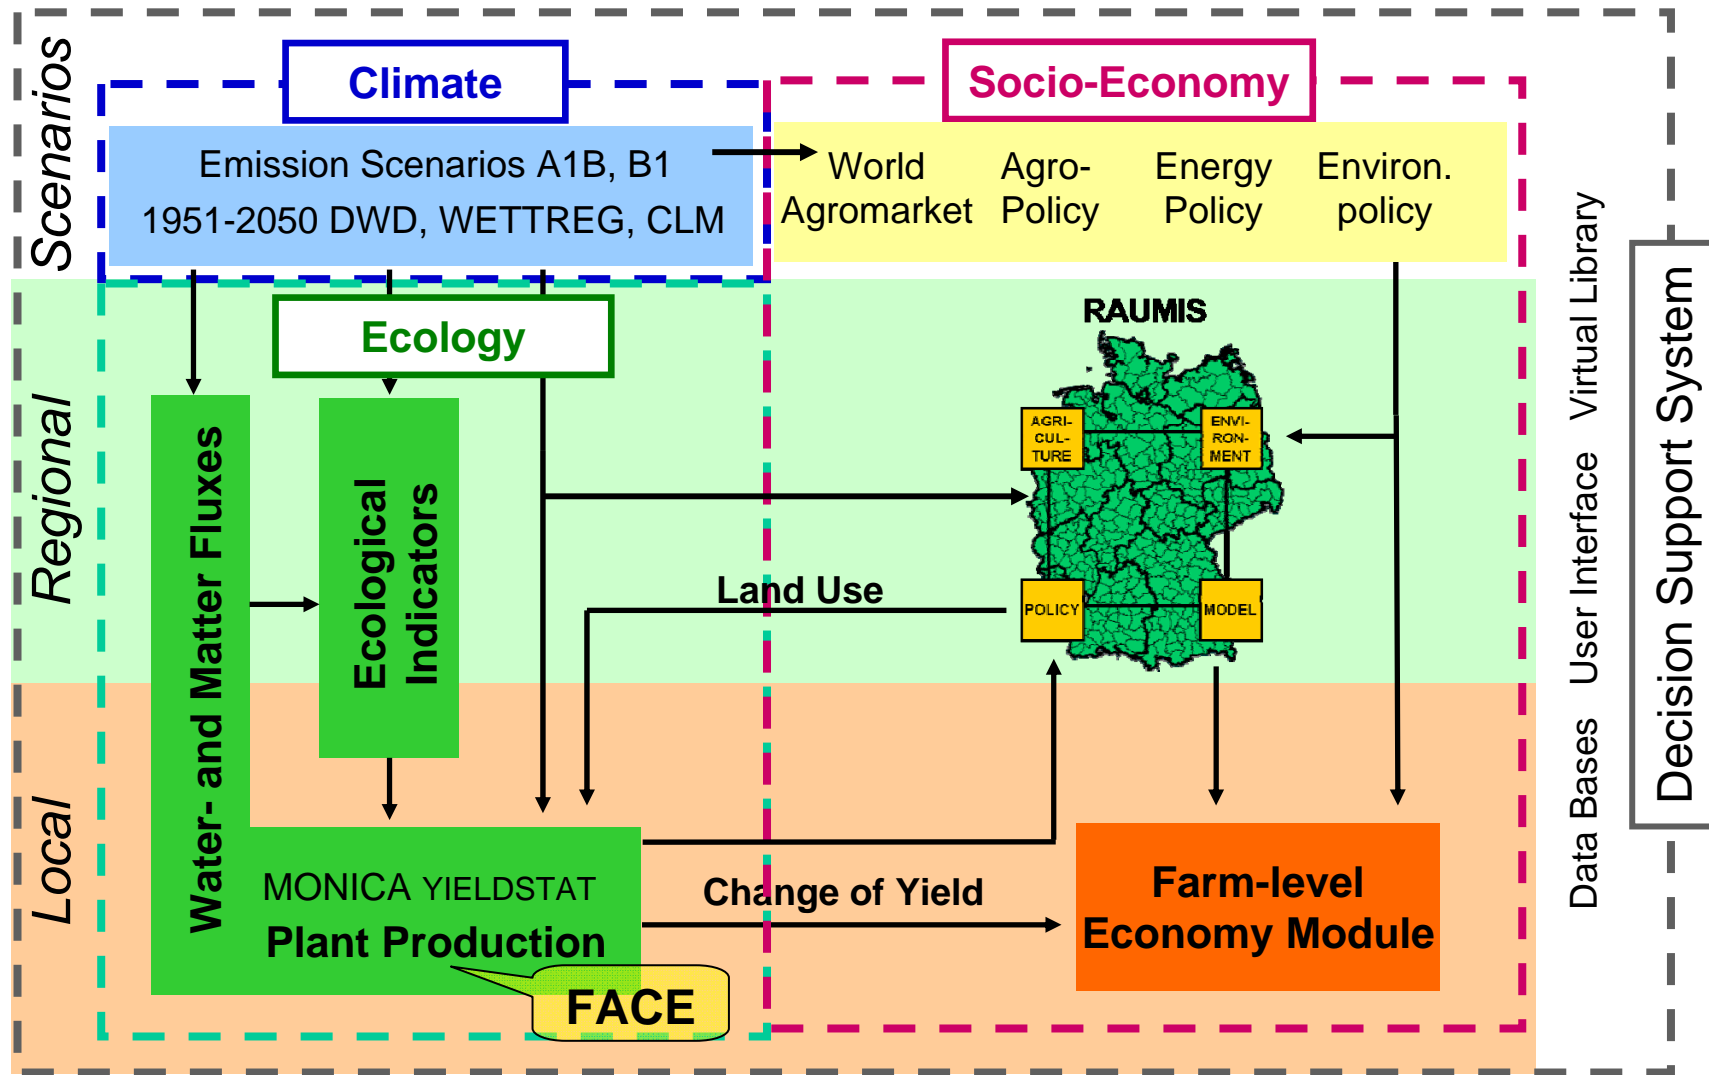 Scenarios
Climate
Socio-Economy
Emission Scenarios A1B, B1
1951-2050 DWD, WETTREG, CLM
World
Agromarket
Agro-
Policy
Energy
Policy
Environ.
policy
Regional
Ecology
RAUMIS
AGRI-
CUL-
TURE
ENVI-
RON-
MENT
POLICY
MODEL
Water- and Matter Fluxes
Ecological
Indicators
Land Use
Local
MONICA YIELDSTAT
Plant Production
FACE
Change of Yield
Farm-level
Economy Module
Data Bases User Interface Virtual Library
Decision Support System